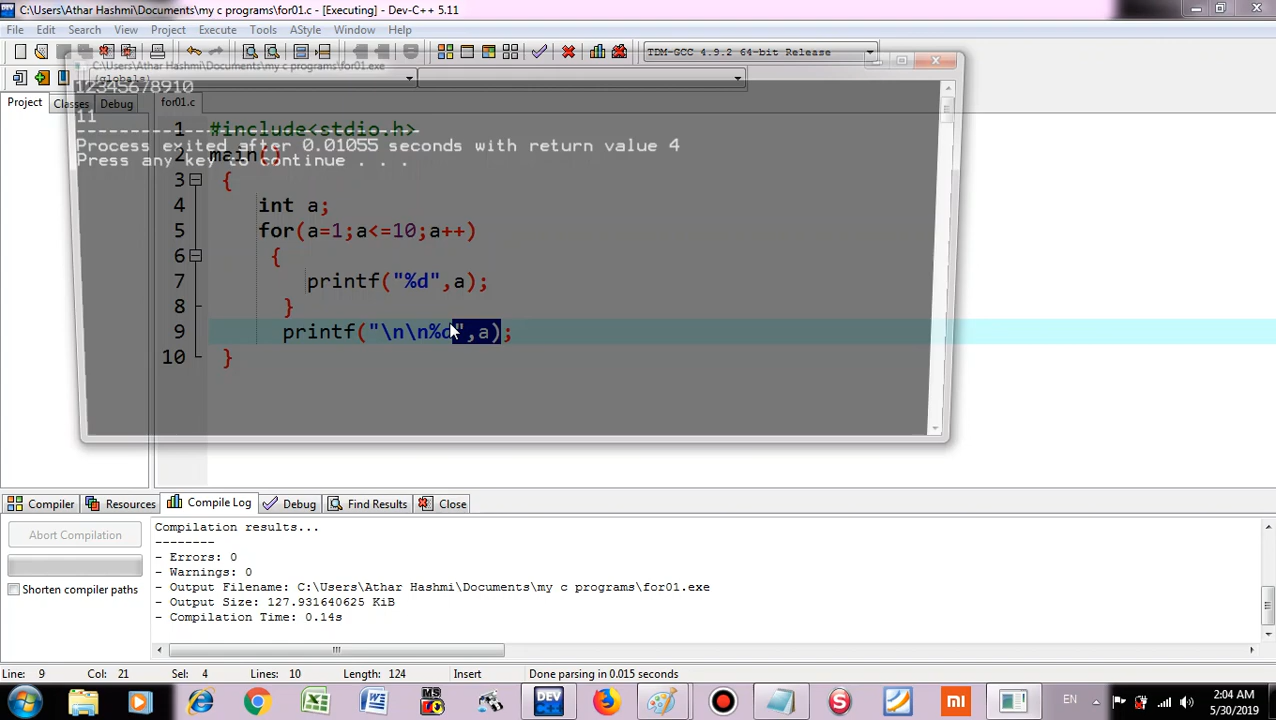 C:\Users\Athar Hashmi\Documents\my c programs\for01.c - [Executing] - Dev-C++ 5.11
File Edit Search View Project Execute Tools AStyle Window Help
TDM-GCC 4.9.2 64-bit Release
C:\Users\Athar Hashmi\Documents\my c programs\for01.exe
(globals)
12345678910
Project Classes Debug for01.c
11
--------------------------------
Process exited after 0.01055 seconds with return value 4
Press any key to continue . . .
1 #include<stdio.h>
2 main()
3 {
4 int a;
5 for(a=1;a<=10;a++)
6 {
7 printf("%d",a);
8 }
9 printf("\n\n%d",a);
10 }
Compiler Resources Compile Log Debug Find Results Close
Abort Compilation
Shorten compiler paths
Compilation results...
--------
- Errors: 0
- Warnings: 0
- Output Filename: C:\Users\Athar Hashmi\Documents\my c programs\for01.exe
- Output Size: 127.931640625 KiB
- Compilation Time: 0.14s
Line: 9 Col: 21 Sel: 4 Lines: 10 Length: 124 Insert Done parsing in 0.015 seconds
MS DEV EN 2:04 AM
5/30/2019